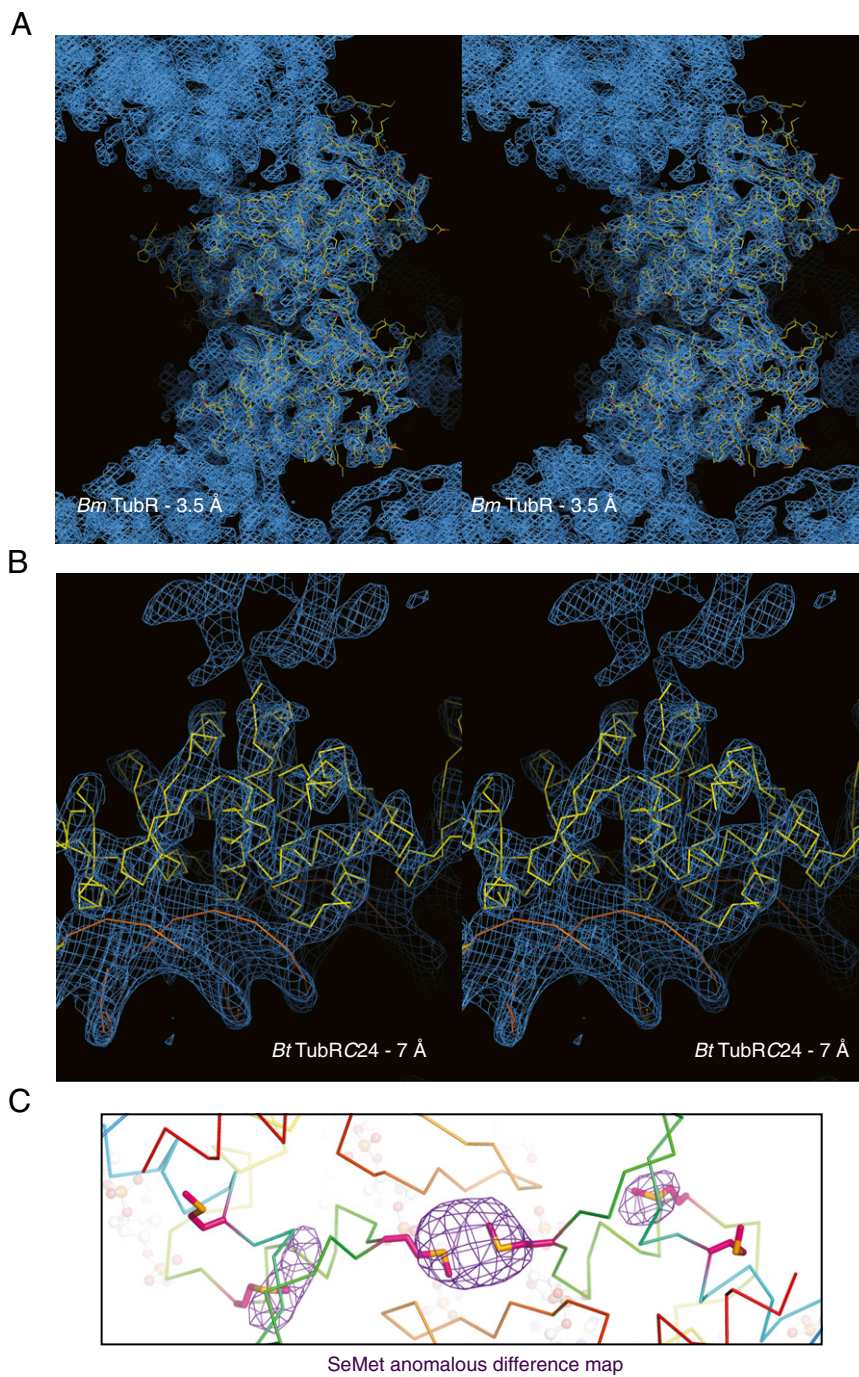 A
Bm TubR - 3.5 Å
Bm TubR - 3.5 Å
B
Bt TubRC24 - 7 Å
Bt TubRC24 - 7 Å
C
SeMet anomalous difference map